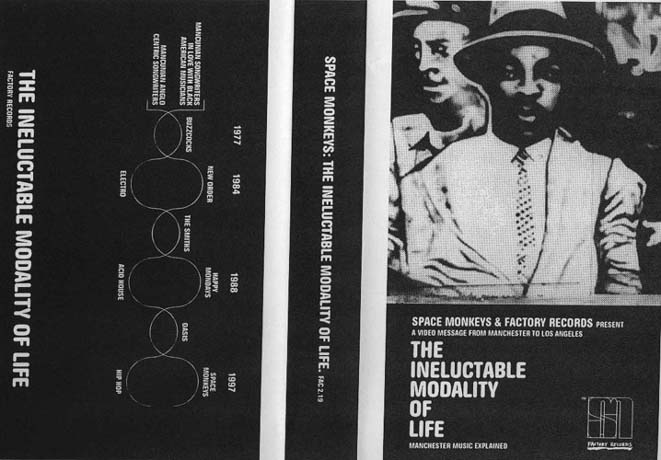 THE INELUCTABLE MODALITY OF LIFE
FACTORY RECORDS
MANCUNIAN SONGWRITERS
IN LOVE WITH BLACK
AMERICAN MUSICIANS
MANCUNIAN ANGLO
CENTRIC SONGWRITERS
1977
BUZZCOCKS
1984
NEW ORDER
ELECTRO
THE SMITHS
1988
HAPPY
MONDAYS
ACID HOUSE
OASIS
1997
SPACE
MONKEYS
HIP HOP
SPACE MONKEYS: THE INELUCTABLE MODALITY OF LIFE. FAC 2.19
SPACE MONKEYS & FACTORY RECORDS PRESENT
A VIDEO MESSAGE FROM MANCHESTER TO LOS ANGELES
THE
INELUCTABLE
MODALITY
OF
LIFE
MANCHESTER MUSIC EXPLAINED
FACTORY RECORDS